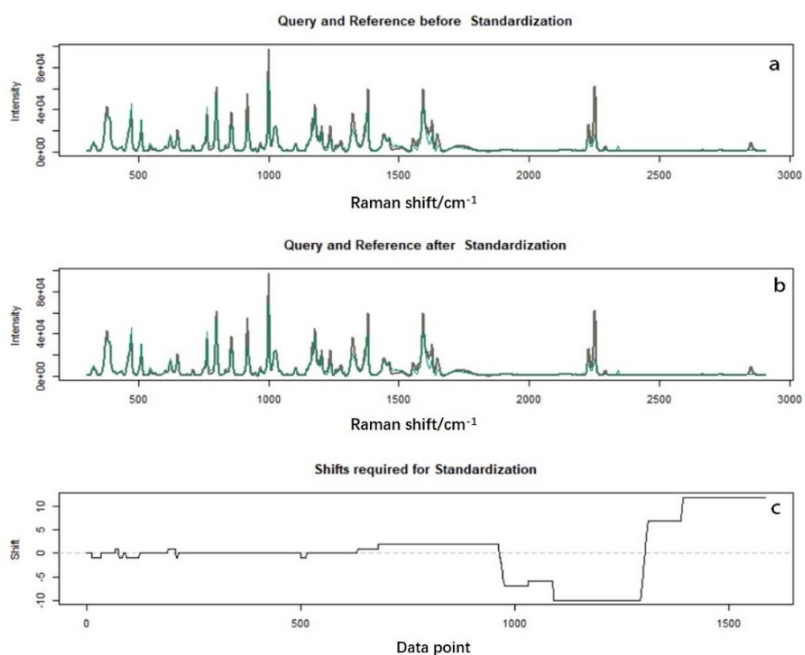 Query and Reference before Standardization
a
Intensity
8e+04
4e+04
0e+00
500 1000 1500 2000 2500 3000
Raman shift/cm⁻¹
Query and Reference after Standardization
b
Intensity
8e+04
4e+04
0e+00
500 1000 1500 2000 2500 3000
Raman shift/cm⁻¹
Shifts required for Standardization
c
Shift
10
5
0
-5
-10
0 500 1000 1500
Data point